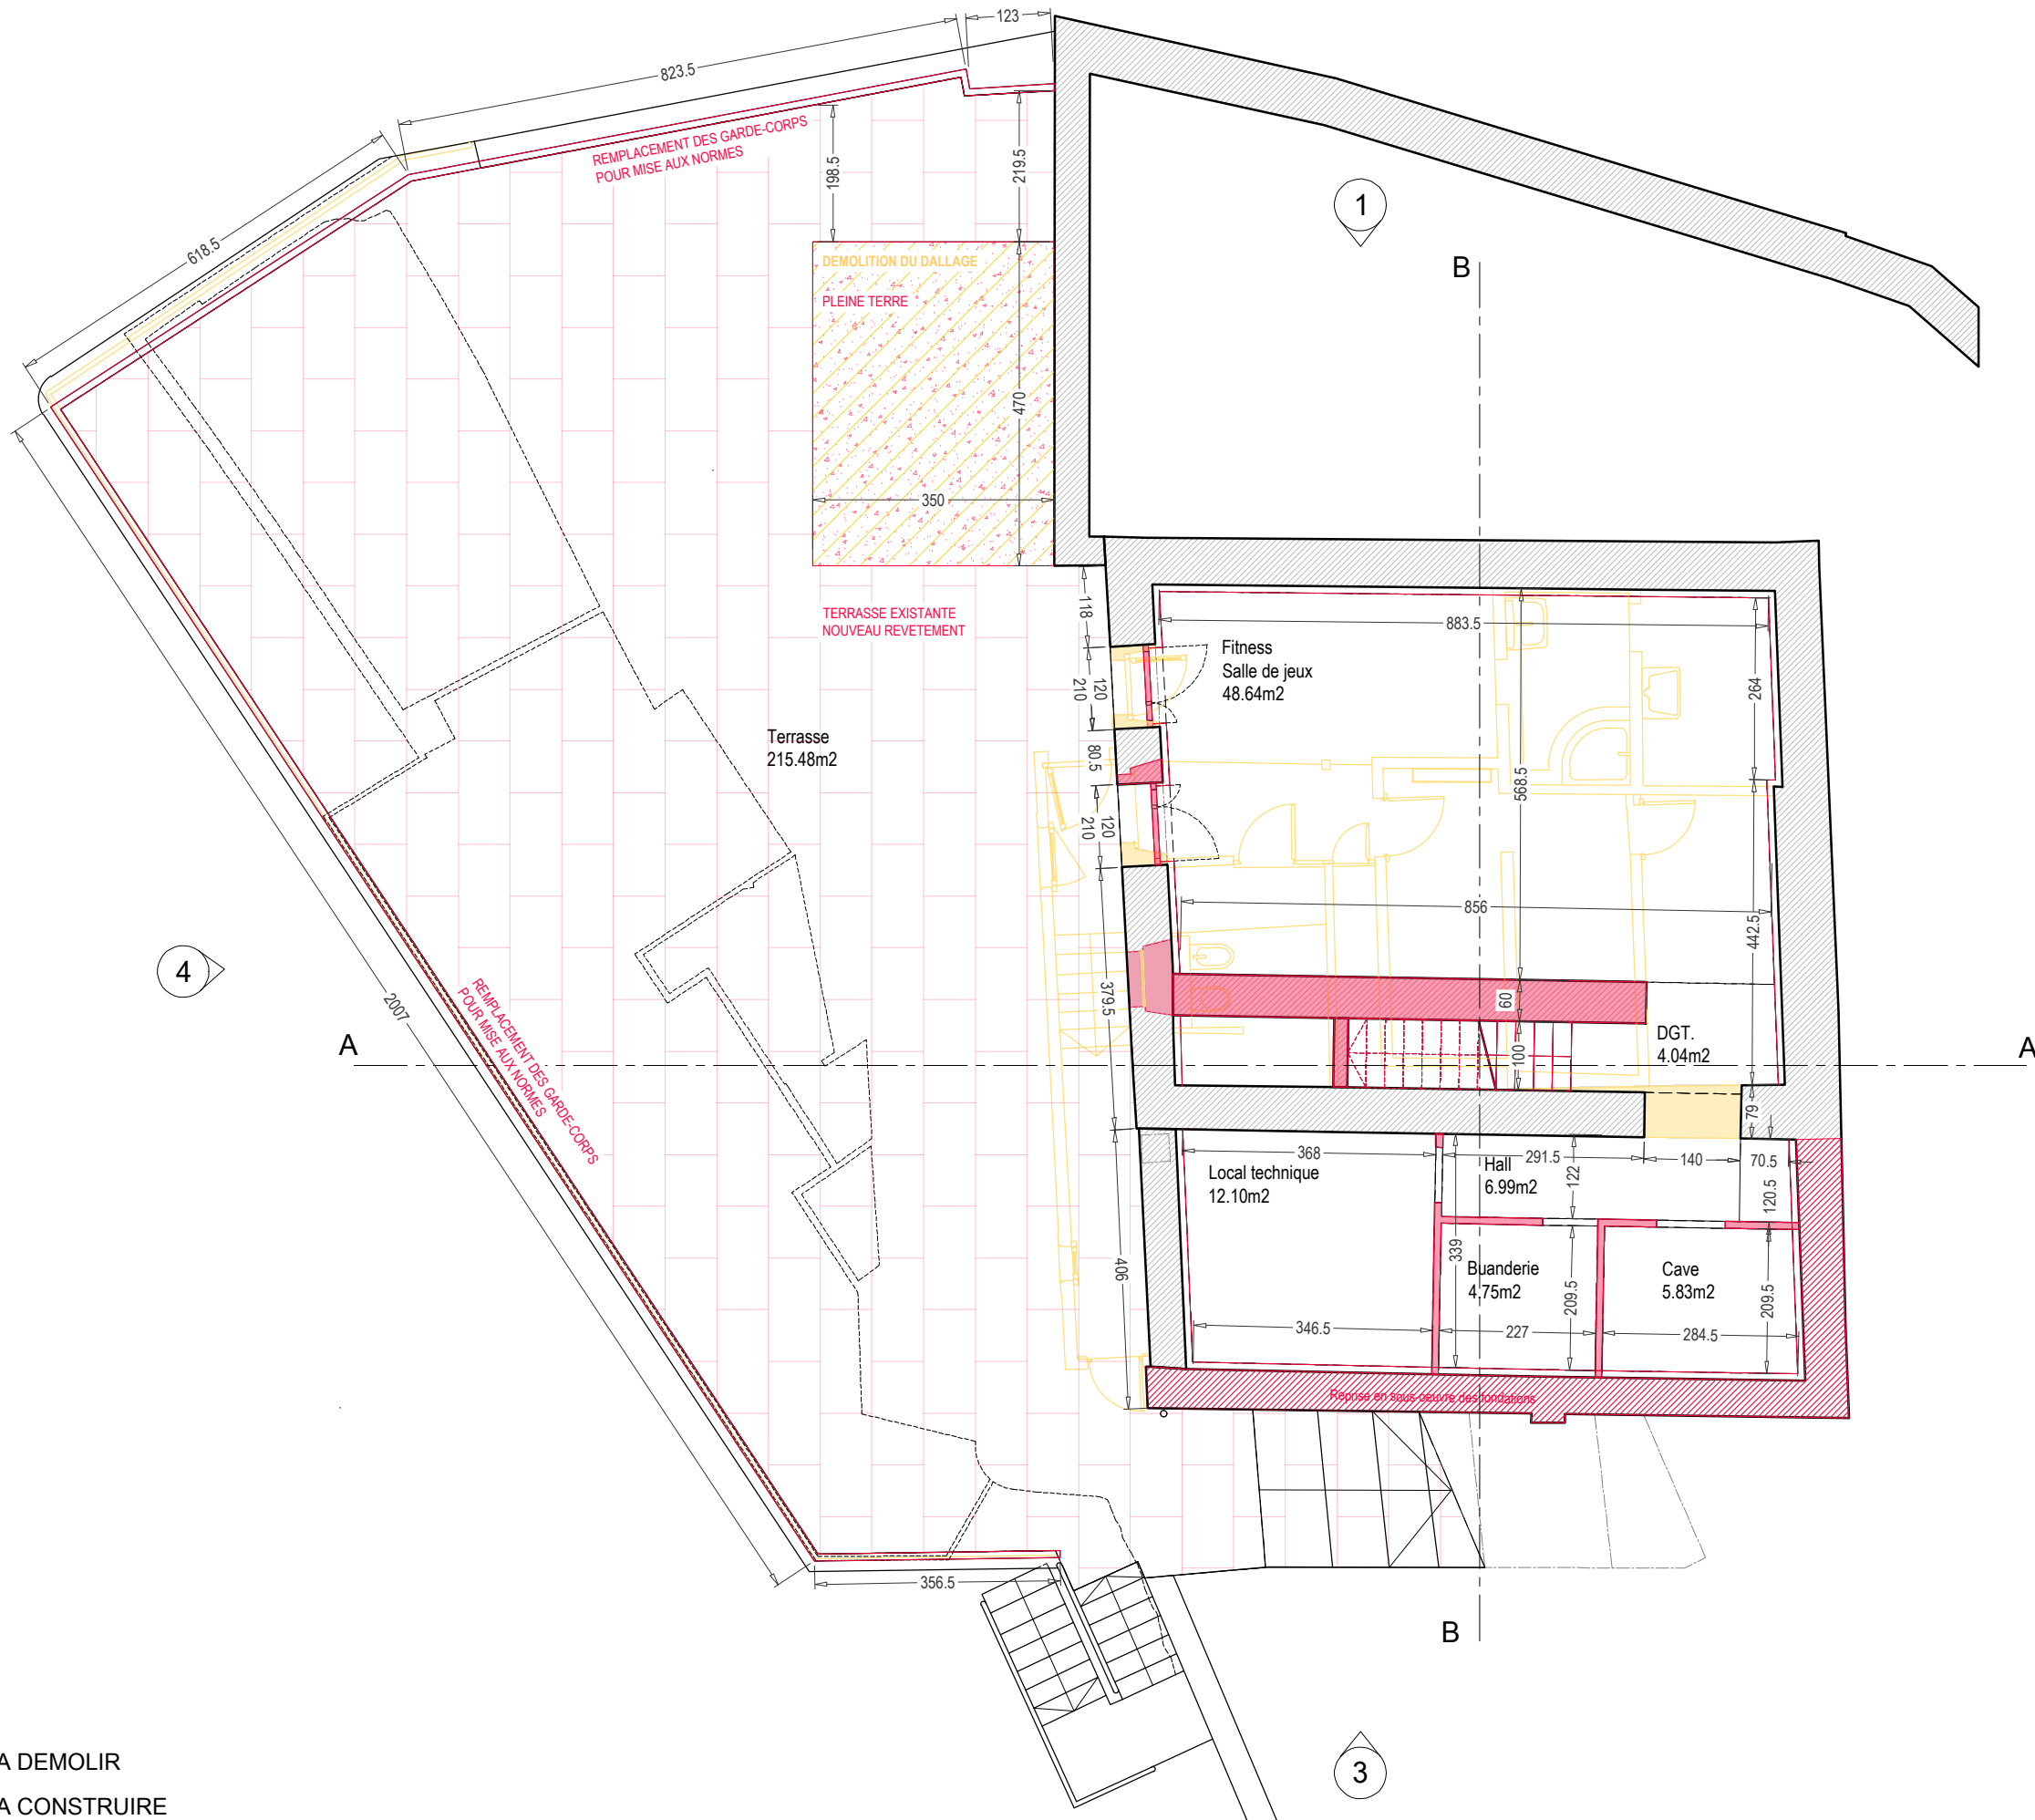 123
823.5
618.5
REMPLACEMENT DES GARDE-CORPS
POUR MISE AUX NORMES
198.5
219.5
1
B
DEMOLITION DU DALLAGE
PLEINE TERRE
470
350
118
TERRASSE EXISTANTE
NOUVEAU REVETEMENT
883.5
Fitness
Salle de jeux
48.64m2
264
120
210
Terrasse
215.48m2
80.5
568.5
120
210
856
442.5
4
379.5
60
2007
REMPLACEMENT DES GARDE-CORPS
POUR MISE AUX NORMES
A
100
DGT.
4.04m2
A
79
368
291.5
140
70.5
Local technique
12.10m2
Hall
6.99m2
122
120.5
406
339
Buanderie
4.75m2
209.5
Cave
5.83m2
209.5
346.5
227
284.5
Repose en sous-oeuvre des fondations
356.5
B
3
A DEMOLIR
A CONSTRUIRE